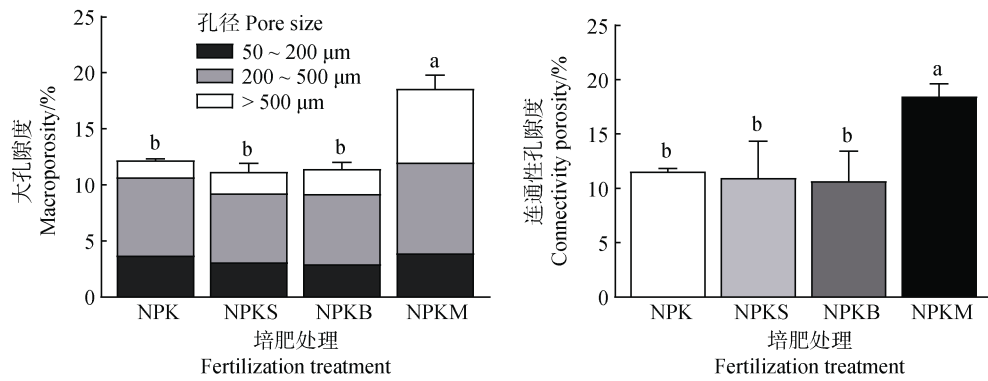 25
20
15
10
5
0
大孔隙度
Macroporosity/%
孔径 Pore size
50 ~ 200 μm
200 ~ 500 μm
> 500 μm
b
b
b
a
NPK NPKS NPKB NPKM
培肥处理
Fertilization treatment
25
20
15
10
5
0
连通性孔隙度
Connectivity porosity/%
b
b
b
a
NPK NPKS NPKB NPKM
培肥处理
Fertilization treatment